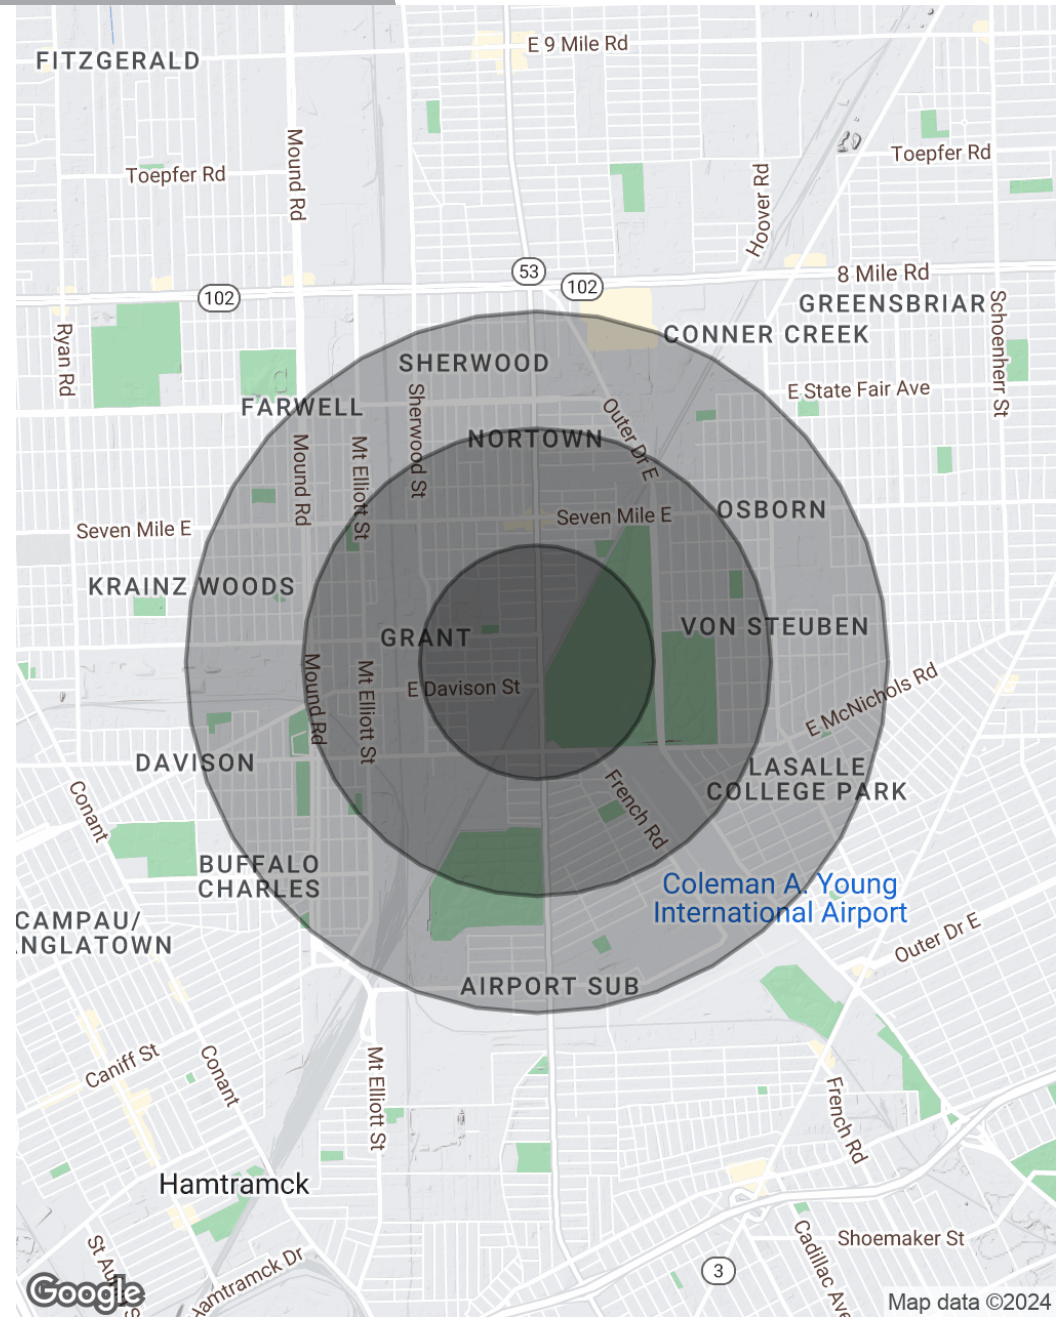 E 9 Mile Rd
FITZGERALD
Mound Rd
Toepfer Rd
Toepfer Rd
Hoover Rd
53
8 Mile Rd
102
102
GREENSBRIAR
CONNER CREEK
Schoenherr St
Ryan Rd
SHERWOOD
E State Fair Ave
FARWELL
Sherwood St
Outer Dr E
NORTOWN
Mound Rd
Mt Elliott St
OSBORN
Seven Mile E
Seven Mile E
KRAINZ WOODS
VON STEUBEN
GRANT
E Davison St
Mound Rd
Mt Elliott St
E McNichols Rd
DAVISON
LASALLE
COLLEGE PARK
French Rd
Conant
BUFFALO
CHARLES
Coleman A. Young
International Airport
CAMPAU/
NGLATOWN
Outer Dr E
AIRPORT SUB
Caniff St
Conant
Mt Elliott St
French Rd
Hamtramck
Shoemaker St
Cadillac Ave
St Au
Hamtramck Dr
3
Google
Map data ©2024